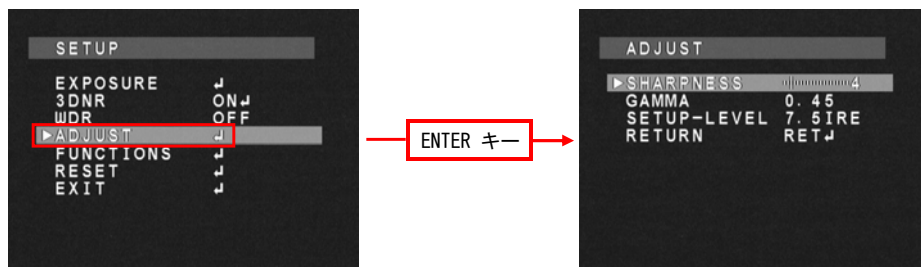 SETUP
EXPOSURE ↲
3DNR ON↲
WDR OFF
▶ADJUST ↲
FUNCTIONS ↲
RESET ↲
EXIT ↲
ENTER キー
ADJUST
▶SHARPNESS 4
GAMMA 0.45
SETUP-LEVEL 7.5IRE
RETURN RET↲